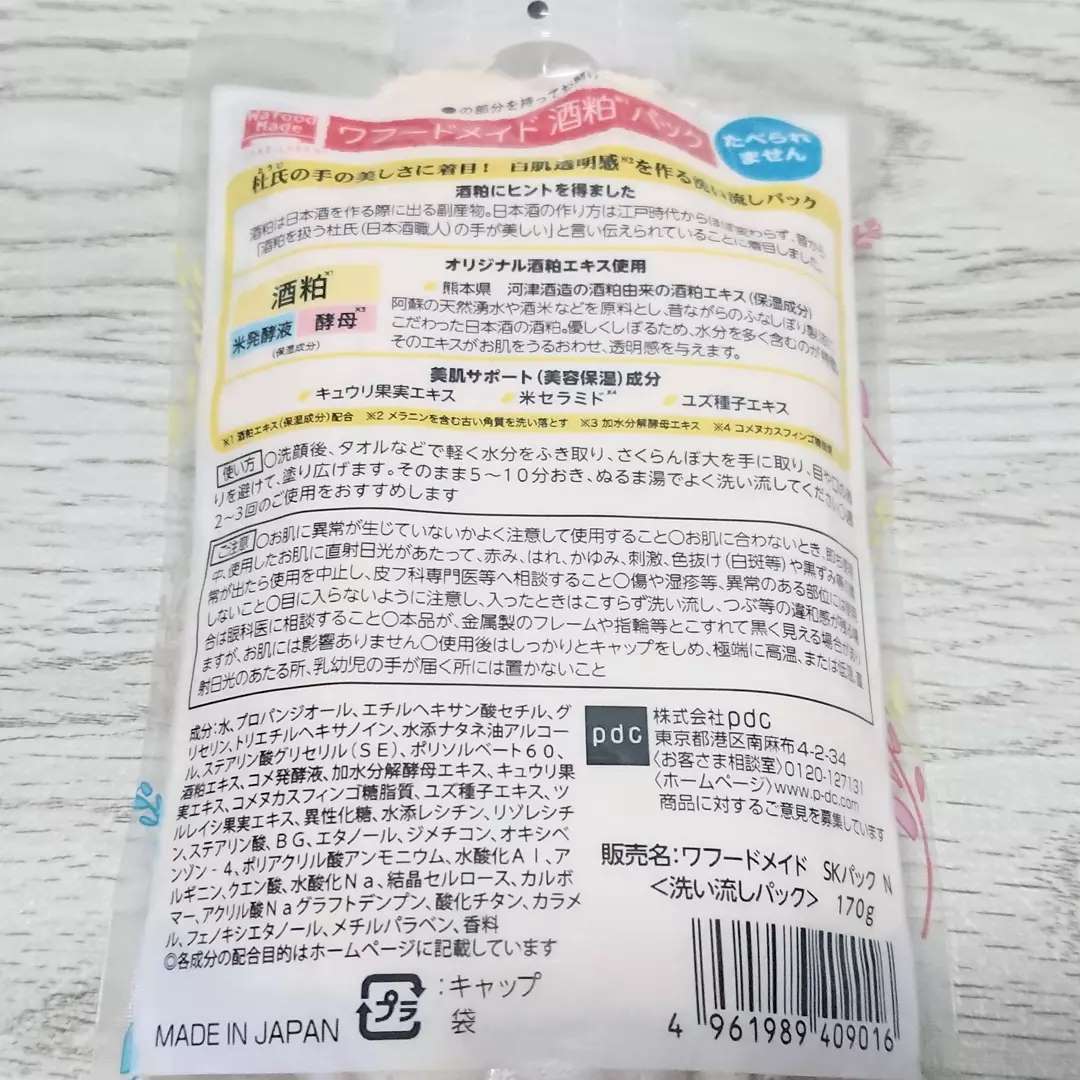 ●の部分を持ってお
Wafood Made
ワフードメイド 酒粕※1 パック
たべられません
杜氏の手の美しさに着目! 白肌透明感※2を作る洗い流しパック
とうじ
酒粕にヒントを得ました
酒粕は日本酒を作る際に出る副産物。日本酒の作り方は江戸時代からほぼ変わらず、昔から
「酒粕を扱う杜氏(日本酒職人)の手が美しい」と言い伝えられていることに着目しました。
オリジナル酒粕エキス使用
酒粕※1
米発酵液
酵母※3
(保湿成分)
熊本県 河津酒造の酒粕由来の酒粕エキス(保湿成分)
阿蘇の天然湧水や酒米などを原料とし、昔ながらのふなしぼり製法に
こだわった日本酒の酒粕。優しくしぼるため、水分を多く含むのが特徴。
そのエキスがお肌をうるおわせ、透明感を与えます。
美肌サポート(美容保湿)成分
キュウリ果実エキス 米セラミド※4 ユズ種子エキス
※1 酒粕エキス(保湿成分)配合 ※2 メラニンを含む古い角質を洗い落とす ※3 加水分解酵母エキス ※4 コメヌカスフィンゴ糖脂質
使い方 ○洗顔後、タオルなどで軽く水分をふき取り、さくらんぼ大を手に取り、目や口の周
りを避けて、塗り広げます。そのまま5〜10分おき、ぬるま湯でよく洗い流してください○週
2〜3回のご使用をおすすめします
ご注意 ○お肌に異常が生じていないかよく注意して使用すること○お肌に合わないとき、即ち使用
中、使用したお肌に直射日光があたって、赤み、はれ、かゆみ、刺激、色抜け(白斑等)や黒ずみ等の異
常が出たら使用を中止し、皮フ科専門医等へ相談すること○傷や湿疹等、異常のある部位には使用
しないこと○目に入らないように注意し、入ったときはこすらず洗い流し、つぶ等の違和感が残る場
合は眼科医に相談すること○本品が、金属製のフレームや指輪等とこすれて黒く見える場合があり
ますが、お肌には影響ありません○使用後はしっかりとキャップをしめ、極端に高温、または低温、直
射日光のあたる所、乳幼児の手が届く所には置かないこと
成分:水、プロパンジオール、エチルヘキサン酸セチル、グ
リセリン、トリエチルヘキサノイン、水添ナタネ油アルコー
ル、ステアリン酸グリセリル(SE)、ポリソルベート60、
酒粕エキス、コメ発酵液、加水分解酵母エキス、キュウリ果
実エキス、コメヌカスフィンゴ糖脂質、ユズ種子エキス、ツ
ルレイシ果実エキス、異性化糖、水添レシチン、リゾレシチ
ン、ステアリン酸、BG、エタノール、ジメチコン、オキシベ
ンゾン-4、ポリアクリル酸アンモニウム、水酸化Al、ア
ルギニン、クエン酸、水酸化Na、結晶セルロース、カルボ
マー、アクリル酸Naグラフトデンプン、酸化チタン、カラメ
ル、フェノキシエタノール、メチルパラベン、香料
◎各成分の配合目的はホームページに記載しています
pdc
株式会社pdc
東京都港区南麻布4-2-34
〈お客さま相談室〉0120-127131
〈ホームページ〉www.p-dc.com
商品に対するご意見を募集しています
販売名:ワフードメイド SKパック N
<洗い流しパック> 170g
MADE IN JAPAN
プラ
:キャップ
袋
4 961989 409016